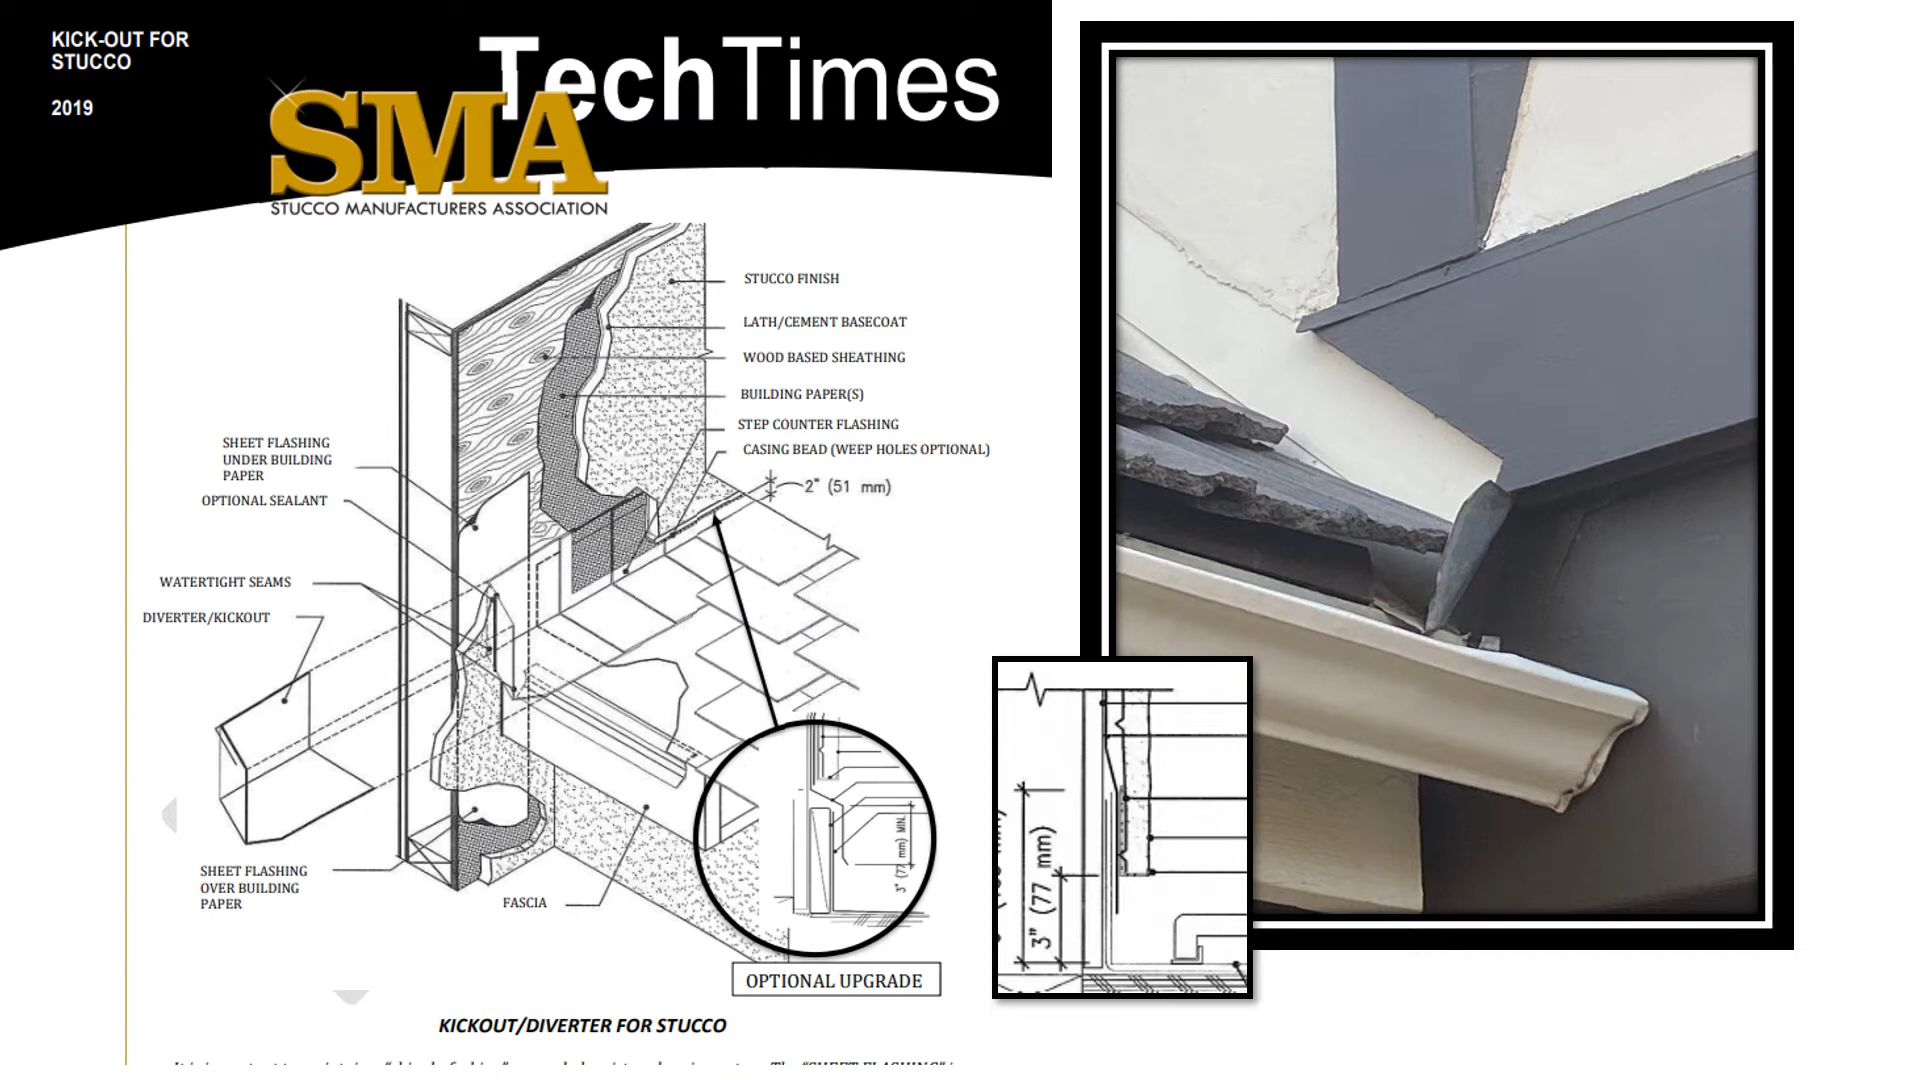 KICK-OUT FOR
STUCCO
2019
TechTimes
SMA
STUCCO MANUFACTURERS ASSOCIATION
STUCCO FINISH
LATH/CEMENT BASECOAT
WOOD BASED SHEATHING
BUILDING PAPER(S)
STEP COUNTER FLASHING
CASING BEAD (WEEP HOLES OPTIONAL)
2" (51 mm)
SHEET FLASHING
UNDER BUILDING
PAPER
OPTIONAL SEALANT
WATERTIGHT SEAMS
DIVERTER/KICKOUT
SHEET FLASHING
OVER BUILDING
PAPER
FASCIA
3" (77 mm) MIN.
3" (77 mm)
OPTIONAL UPGRADE
KICKOUT/DIVERTER FOR STUCCO